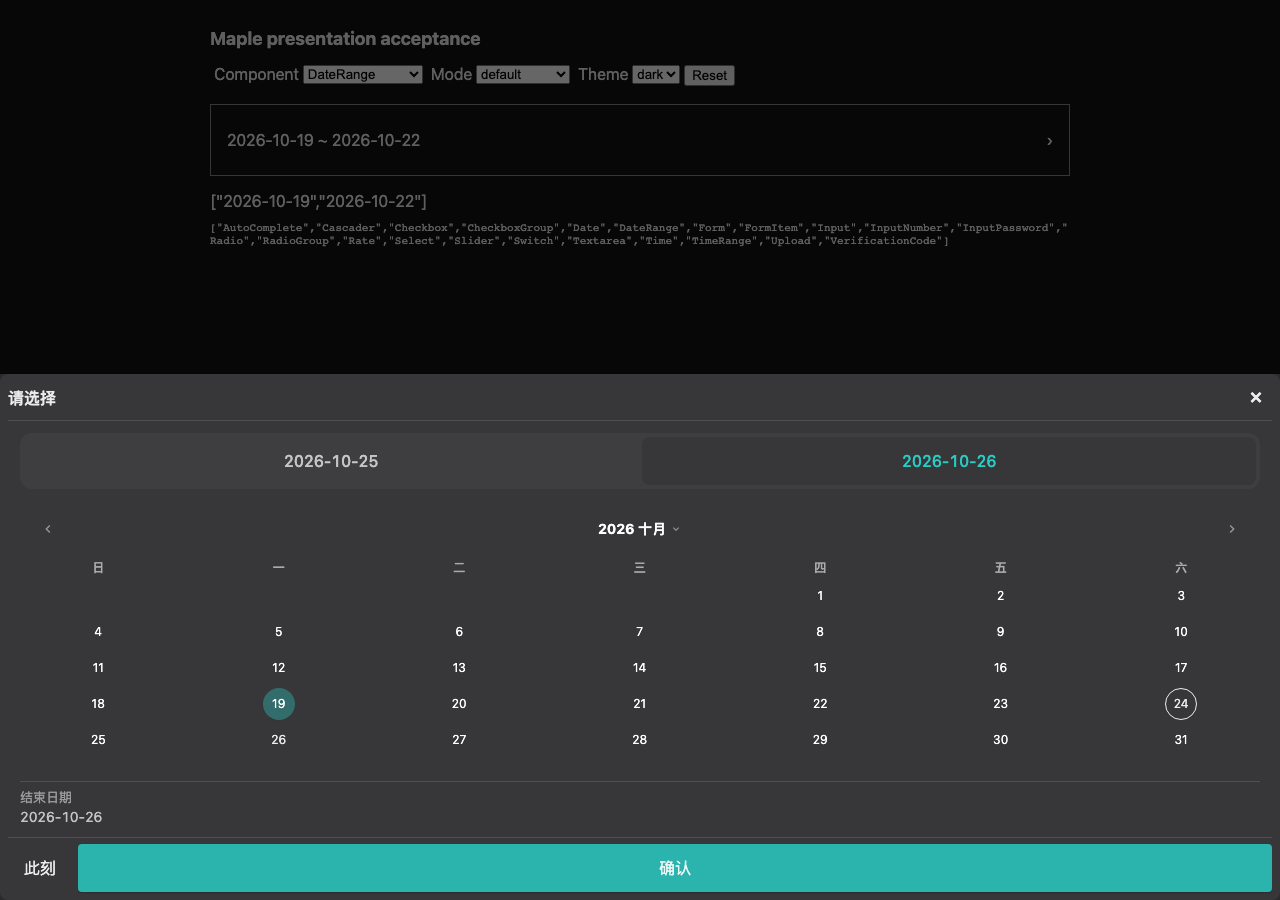 Maple presentation acceptance
Component DateRange Mode default Theme dark Reset
2026-10-19 ~ 2026-10-22 ›
["2026-10-19","2026-10-22"]
["AutoComplete","Cascader","Checkbox","CheckboxGroup","Date","DateRange","Form","FormItem","Input","InputNumber","InputPassword","
Radio","RadioGroup","Rate","Select","Slider","Switch","Textarea","Time","TimeRange","Upload","VerificationCode"]
请选择 ×
2026-10-25 2026-10-26
‹ 2026 十月 ›
日 一 二 三 四 五 六
1 2 3
4 5 6 7 8 9 10
11 12 13 14 15 16 17
18 19 20 21 22 23 24
25 26 27 28 29 30 31
结束日期
2026-10-26
此刻 确认